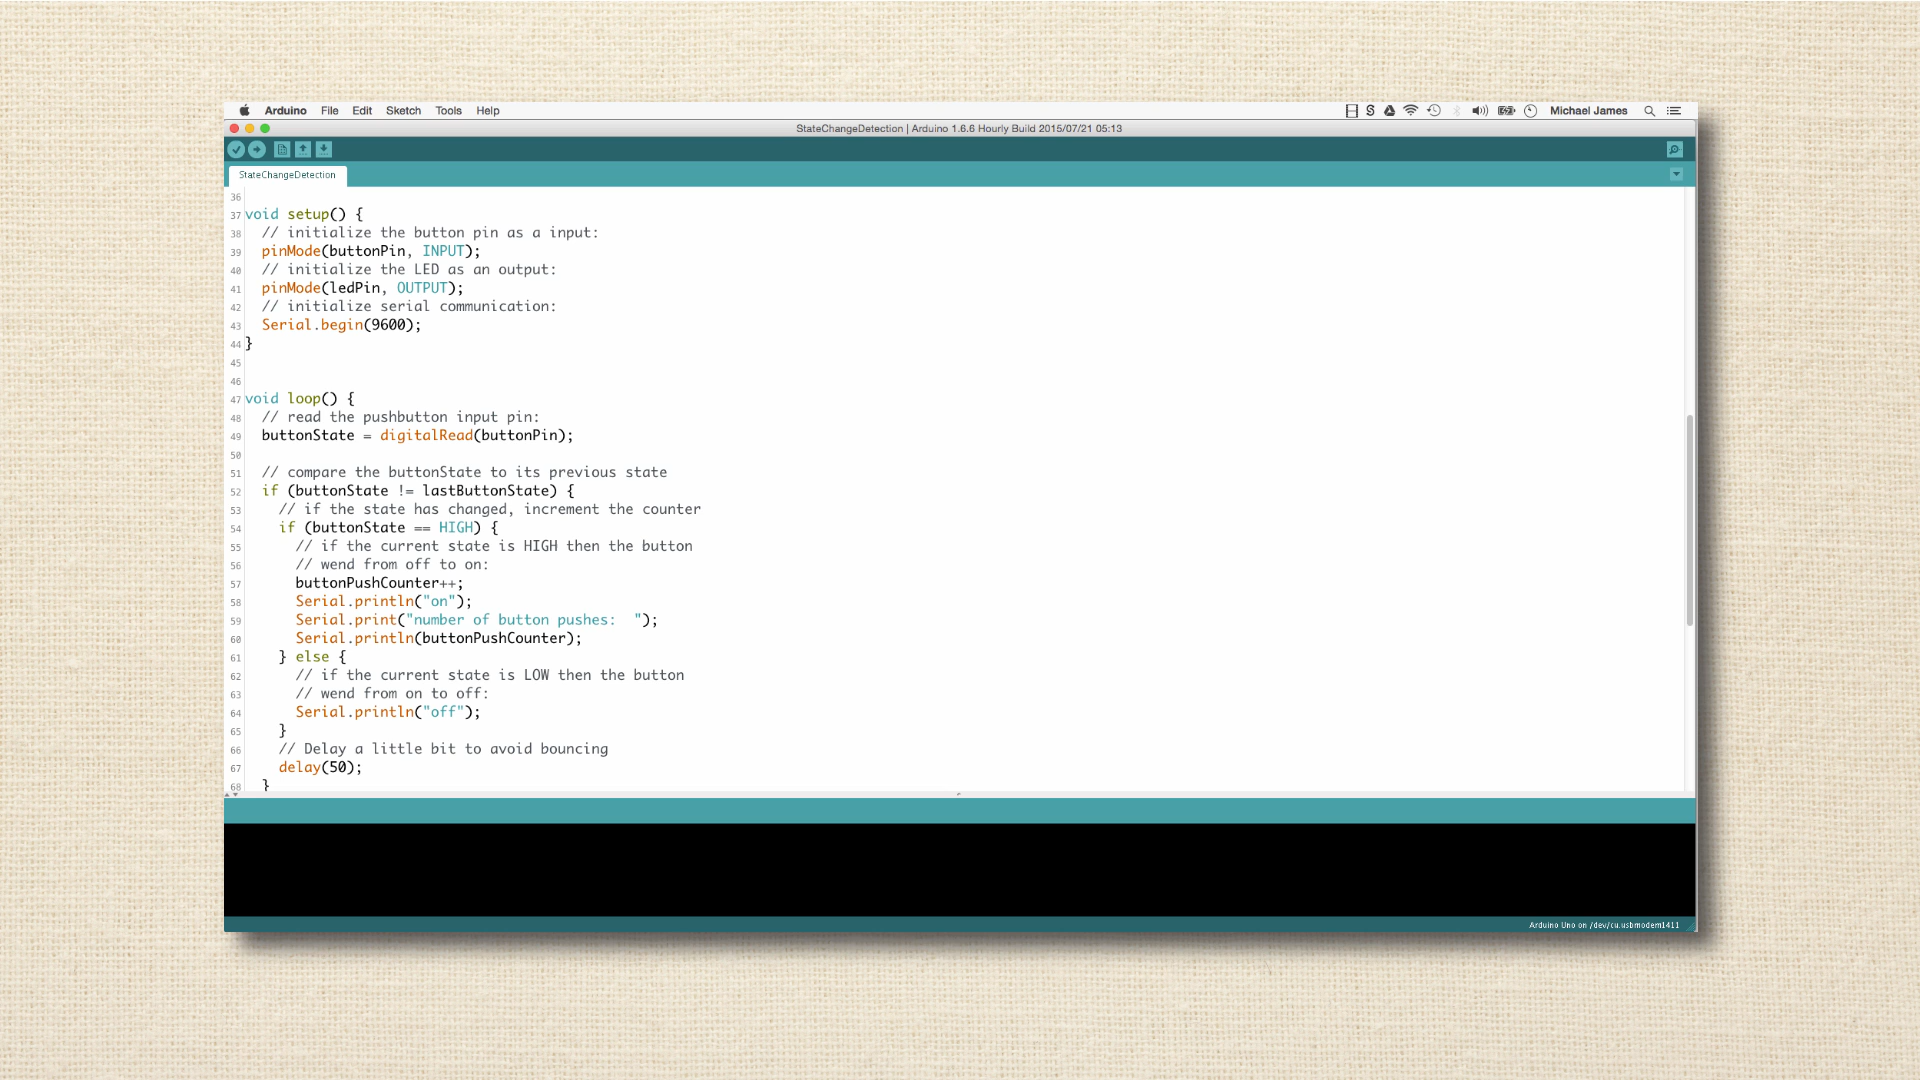 Arduino File Edit Sketch Tools Help Michael James
StateChangeDetection | Arduino 1.6.6 Hourly Build 2015/07/21 05:13
StateChangeDetection
36
37 void setup() {
38 // initialize the button pin as a input:
39 pinMode(buttonPin, INPUT);
40 // initialize the LED as an output:
41 pinMode(ledPin, OUTPUT);
42 // initialize serial communication:
43 Serial.begin(9600);
44 }
45
46
47 void loop() {
48 // read the pushbutton input pin:
49 buttonState = digitalRead(buttonPin);
50
51 // compare the buttonState to its previous state
52 if (buttonState != lastButtonState) {
53 // if the state has changed, increment the counter
54 if (buttonState == HIGH) {
55 // if the current state is HIGH then the button
56 // wend from off to on:
57 buttonPushCounter++;
58 Serial.println("on");
59 Serial.print("number of button pushes:  ");
60 Serial.println(buttonPushCounter);
61 } else {
62 // if the current state is LOW then the button
63 // wend from on to off:
64 Serial.println("off");
65 }
66 // Delay a little bit to avoid bouncing
67 delay(50);
68 }
Arduino Uno on /dev/cu.usbmodem1411